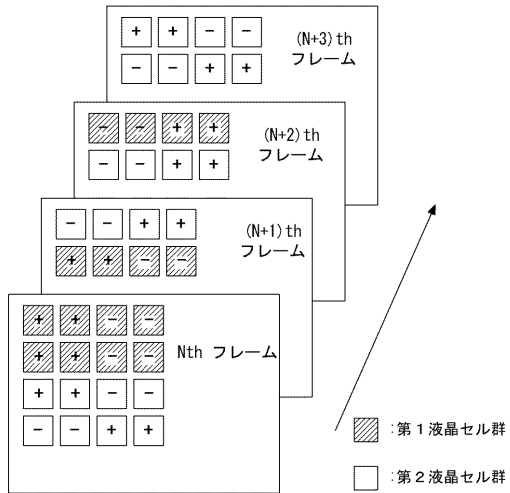 + + − −
(N+3)th
フレーム
− − + +
− − + +
(N+2)th
フレーム
− − + +
− − + +
(N+1)th
フレーム
+ + − −
+ + − −
+ + − −
Nth フレーム
+ + − −
− − + +
:第1液晶セル群
:第2液晶セル群